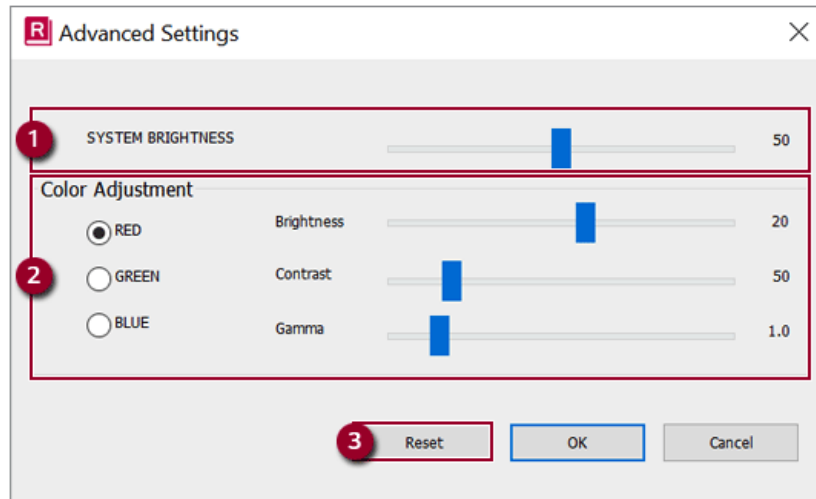 R Advanced Settings
1 SYSTEM BRIGHTNESS 50
Color Adjustment
RED Brightness 20
2 GREEN Contrast 50
BLUE Gamma 1.0
3 Reset OK Cancel